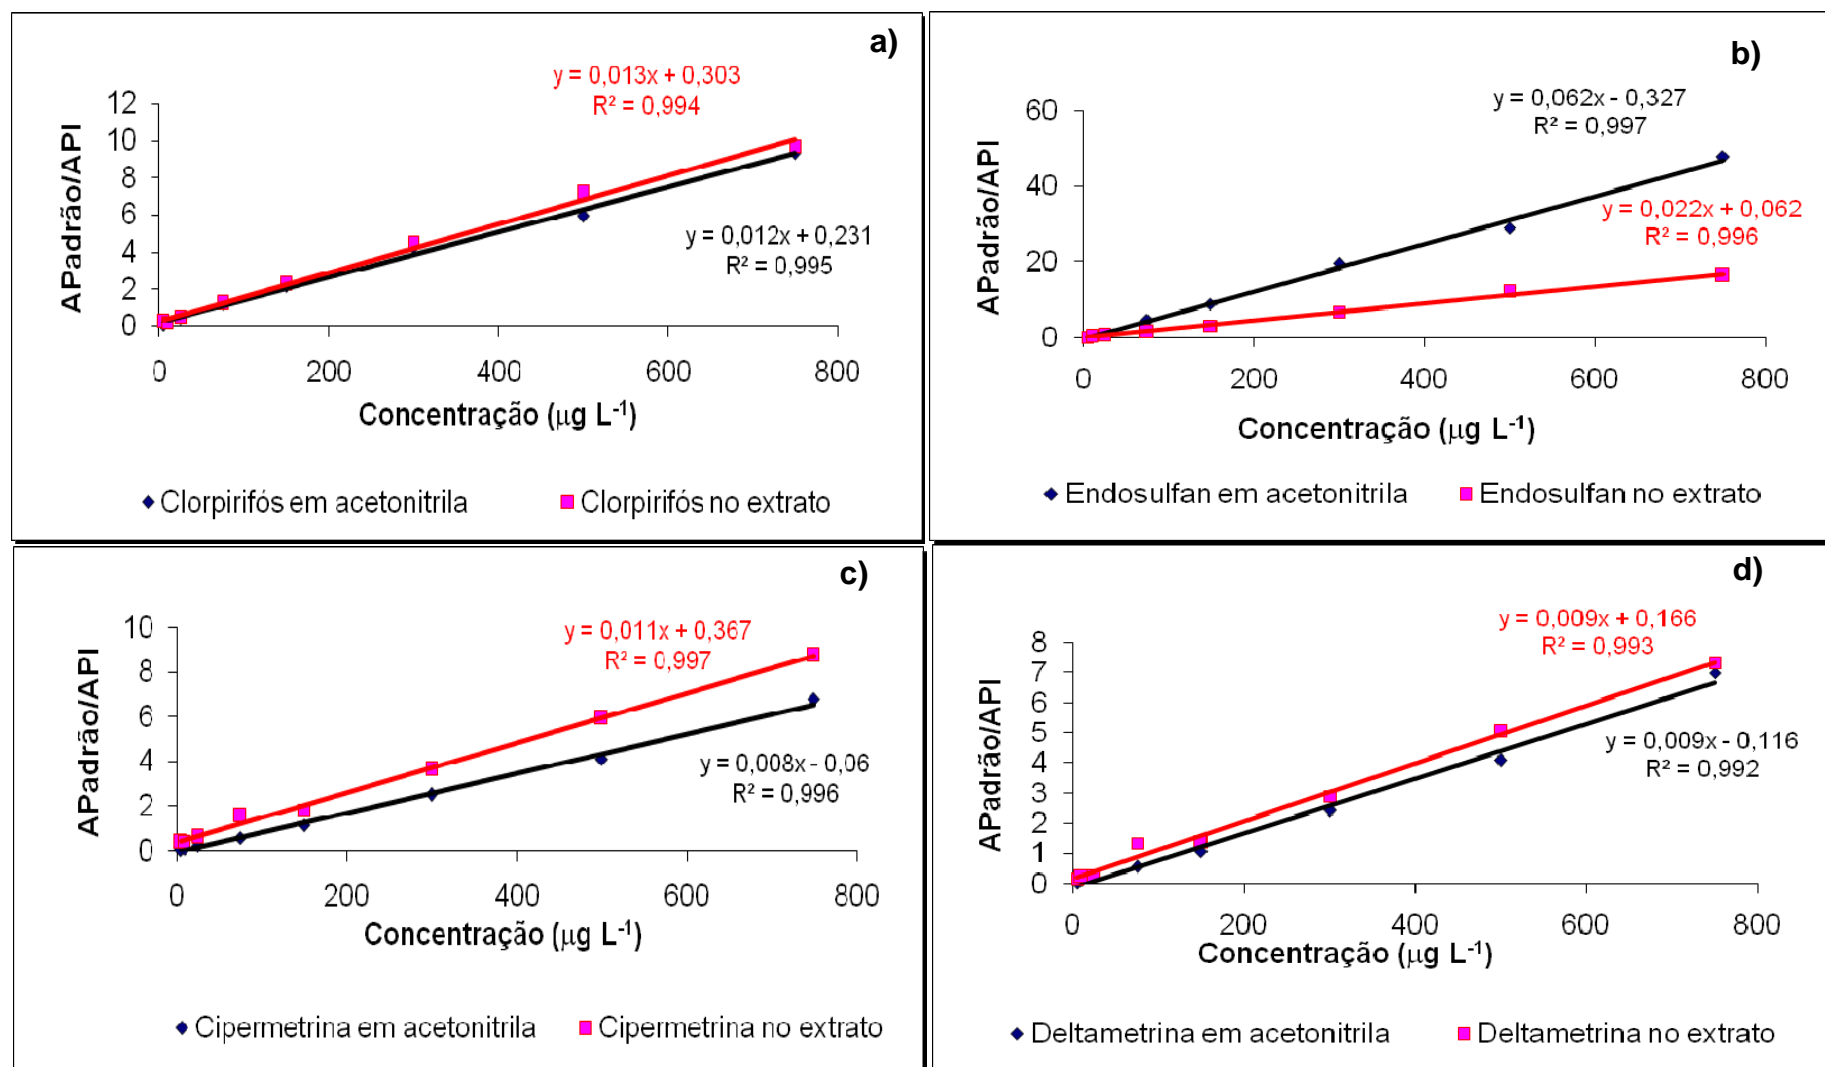 a)
y = 0,013x + 0,303
R² = 0,994
12
10
8
6
4
2
0
APadrão/API
y = 0,012x + 0,231
R² = 0,995
0 200 400 600 800
Concentração (µg L⁻¹)
Clorpirifós em acetonitrila Clorpirifós no extrato
b)
y = 0,062x - 0,327
R² = 0,997
60
40
20
0
APadrão/API
y = 0,022x + 0,062
R² = 0,996
0 200 400 600 800
Concentração (µg L⁻¹)
Endosulfan em acetonitrila Endosulfan no extrato
c)
y = 0,011x + 0,367
R² = 0,997
10
8
6
4
2
0
APadrão/API
y = 0,008x - 0,06
R² = 0,996
0 200 400 600 800
Concentração (µg L⁻¹)
Cipermetrina em acetonitrila Cipermetrina no extrato
d)
y = 0,009x + 0,166
R² = 0,993
8
7
6
5
4
3
2
1
0
APadrão/API
y = 0,009x - 0,116
R² = 0,992
0 200 400 600 800
Concentração (µg L⁻¹)
Deltametrina em acetonitrila Deltametrina no extrato